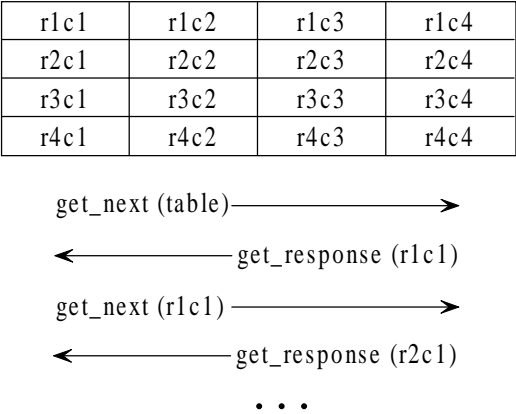 r1c1 r1c2 r1c3 r1c4
r2c1 r2c2 r2c3 r2c4
r3c1 r3c2 r3c3 r3c4
r4c1 r4c2 r4c3 r4c4
get_next (table)
get_response (r1c1)
get_next (r1c1)
get_response (r2c1)
. . .